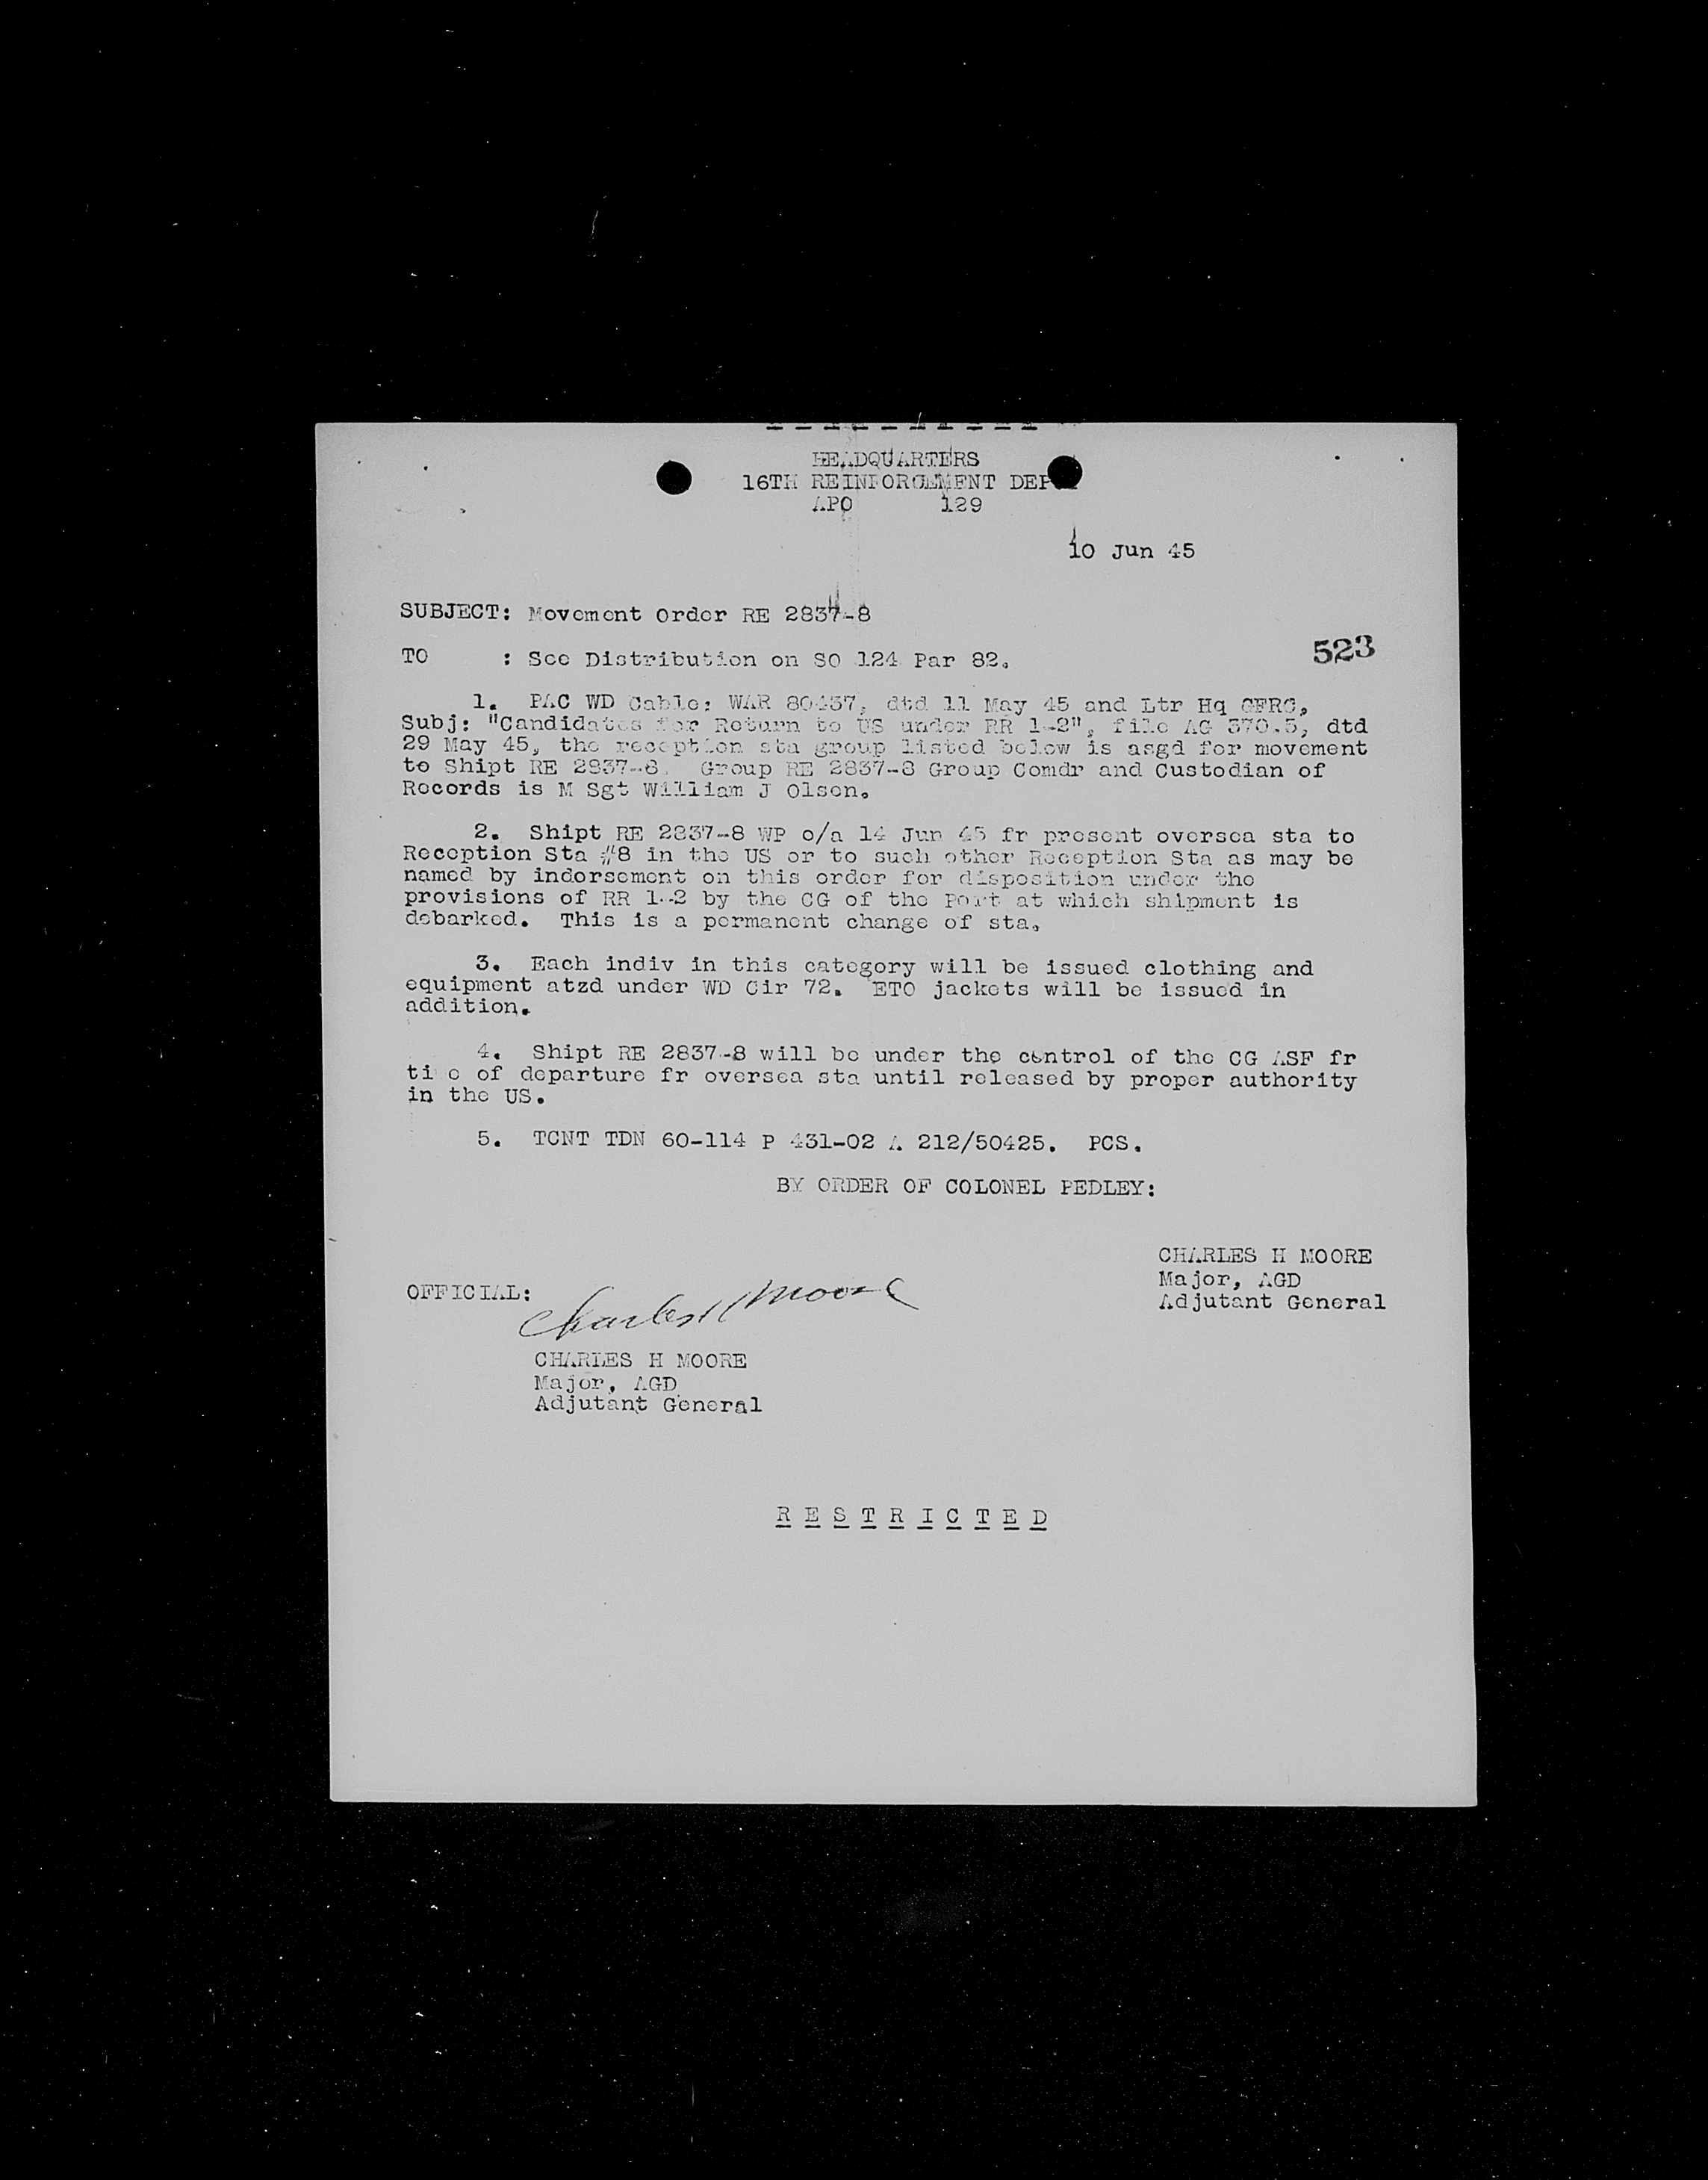 HEADQUARTERS
16TH REINFORCEMENT
APO 129
10 Jun 45
SUBJECT: Movement Order RE 2837-8
523
TO : See Distribution on SO 124 Par 82.
1. PAC WD Cable: WAR 80437, dtd 11 May 45 and Ltr Hq GFRC,
Subj: "Candidates for Return to US under RR 1-2", file AG 370.5, dtd
29 May 45, the reception sta group listed below is asgd for movement
to Shipt RE 2837-8. Group RE 2837-8 Group Comdr and Custodian of
Records is M Sgt William J Olsen.
2. Shipt RE 2837-8 WP o/a 14 Jun 45 fr present oversea sta to
Reception Sta #8 in the US or to such other Reception Sta as may be
named by indorsement on this order for disposition under the
provisions of RR 1-2 by the CG of the Port at which shipment is
debarked. This is a permanent change of sta.
3. Each indiv in this category will be issued clothing and
equipment atzd under WD Cir 72. ETO jackets will be issued in
addition.
4. Shipt RE 2837-8 will be under the control of the CG ASF fr
ti e of departure fr oversea sta until released by proper authority
in the US.
5. TCNT TDN 60-114 P 431-02 A 212/50425. PCS.
BY ORDER OF COLONEL PEDLEY:
CHARLES H MOORE
Major, AGD
Adjutant General
OFFICIAL:
Charles H Moore
CHARLES H MOORE
Major, AGD
Adjutant General
R E S T R I C T E D